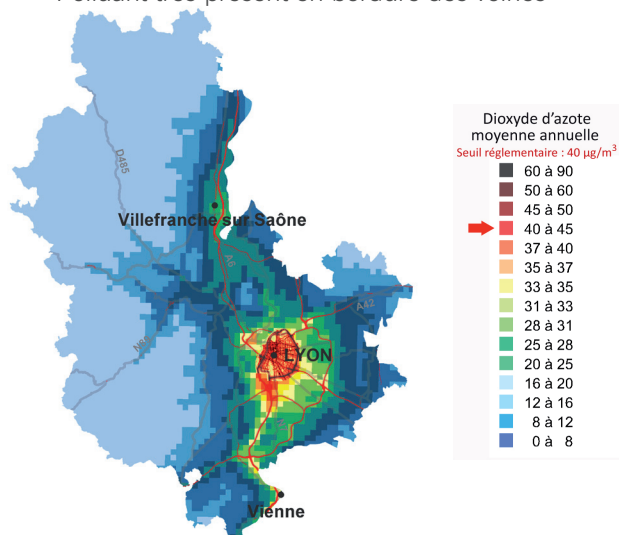 Polluant très présent en bordure des voiries
Dioxyde d'azote
moyenne annuelle
Seuil réglementaire : 40 µg/m³
60 à 90
50 à 60
45 à 50
40 à 45
37 à 40
35 à 37
33 à 35
31 à 33
28 à 31
25 à 28
20 à 25
16 à 20
12 à 16
8 à 12
0 à 8
D485
Villefranche sur Saône
A6
A42
LYON
Vienne